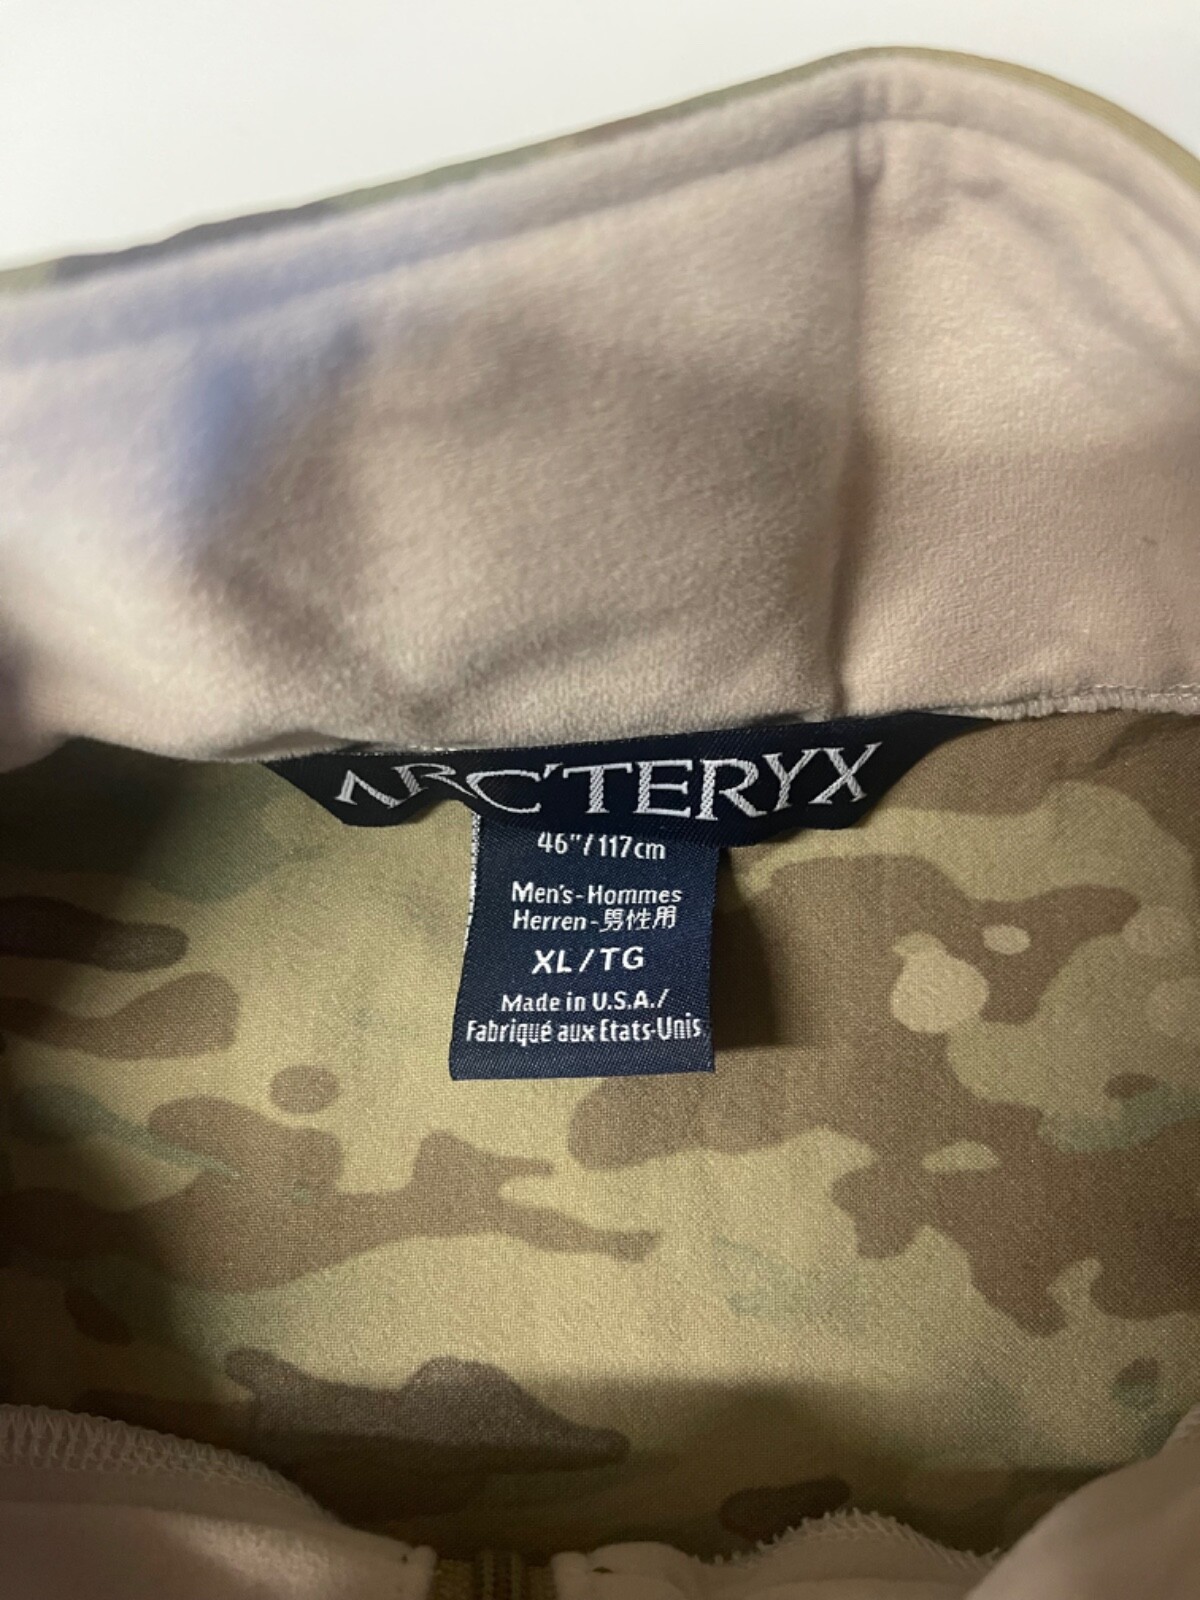 ARC'TERYX
46"/117cm
Men's-Hommes
Herren-男性用
XL/TG
Made in U.S.A./
Fabriqué aux Etats-Unis